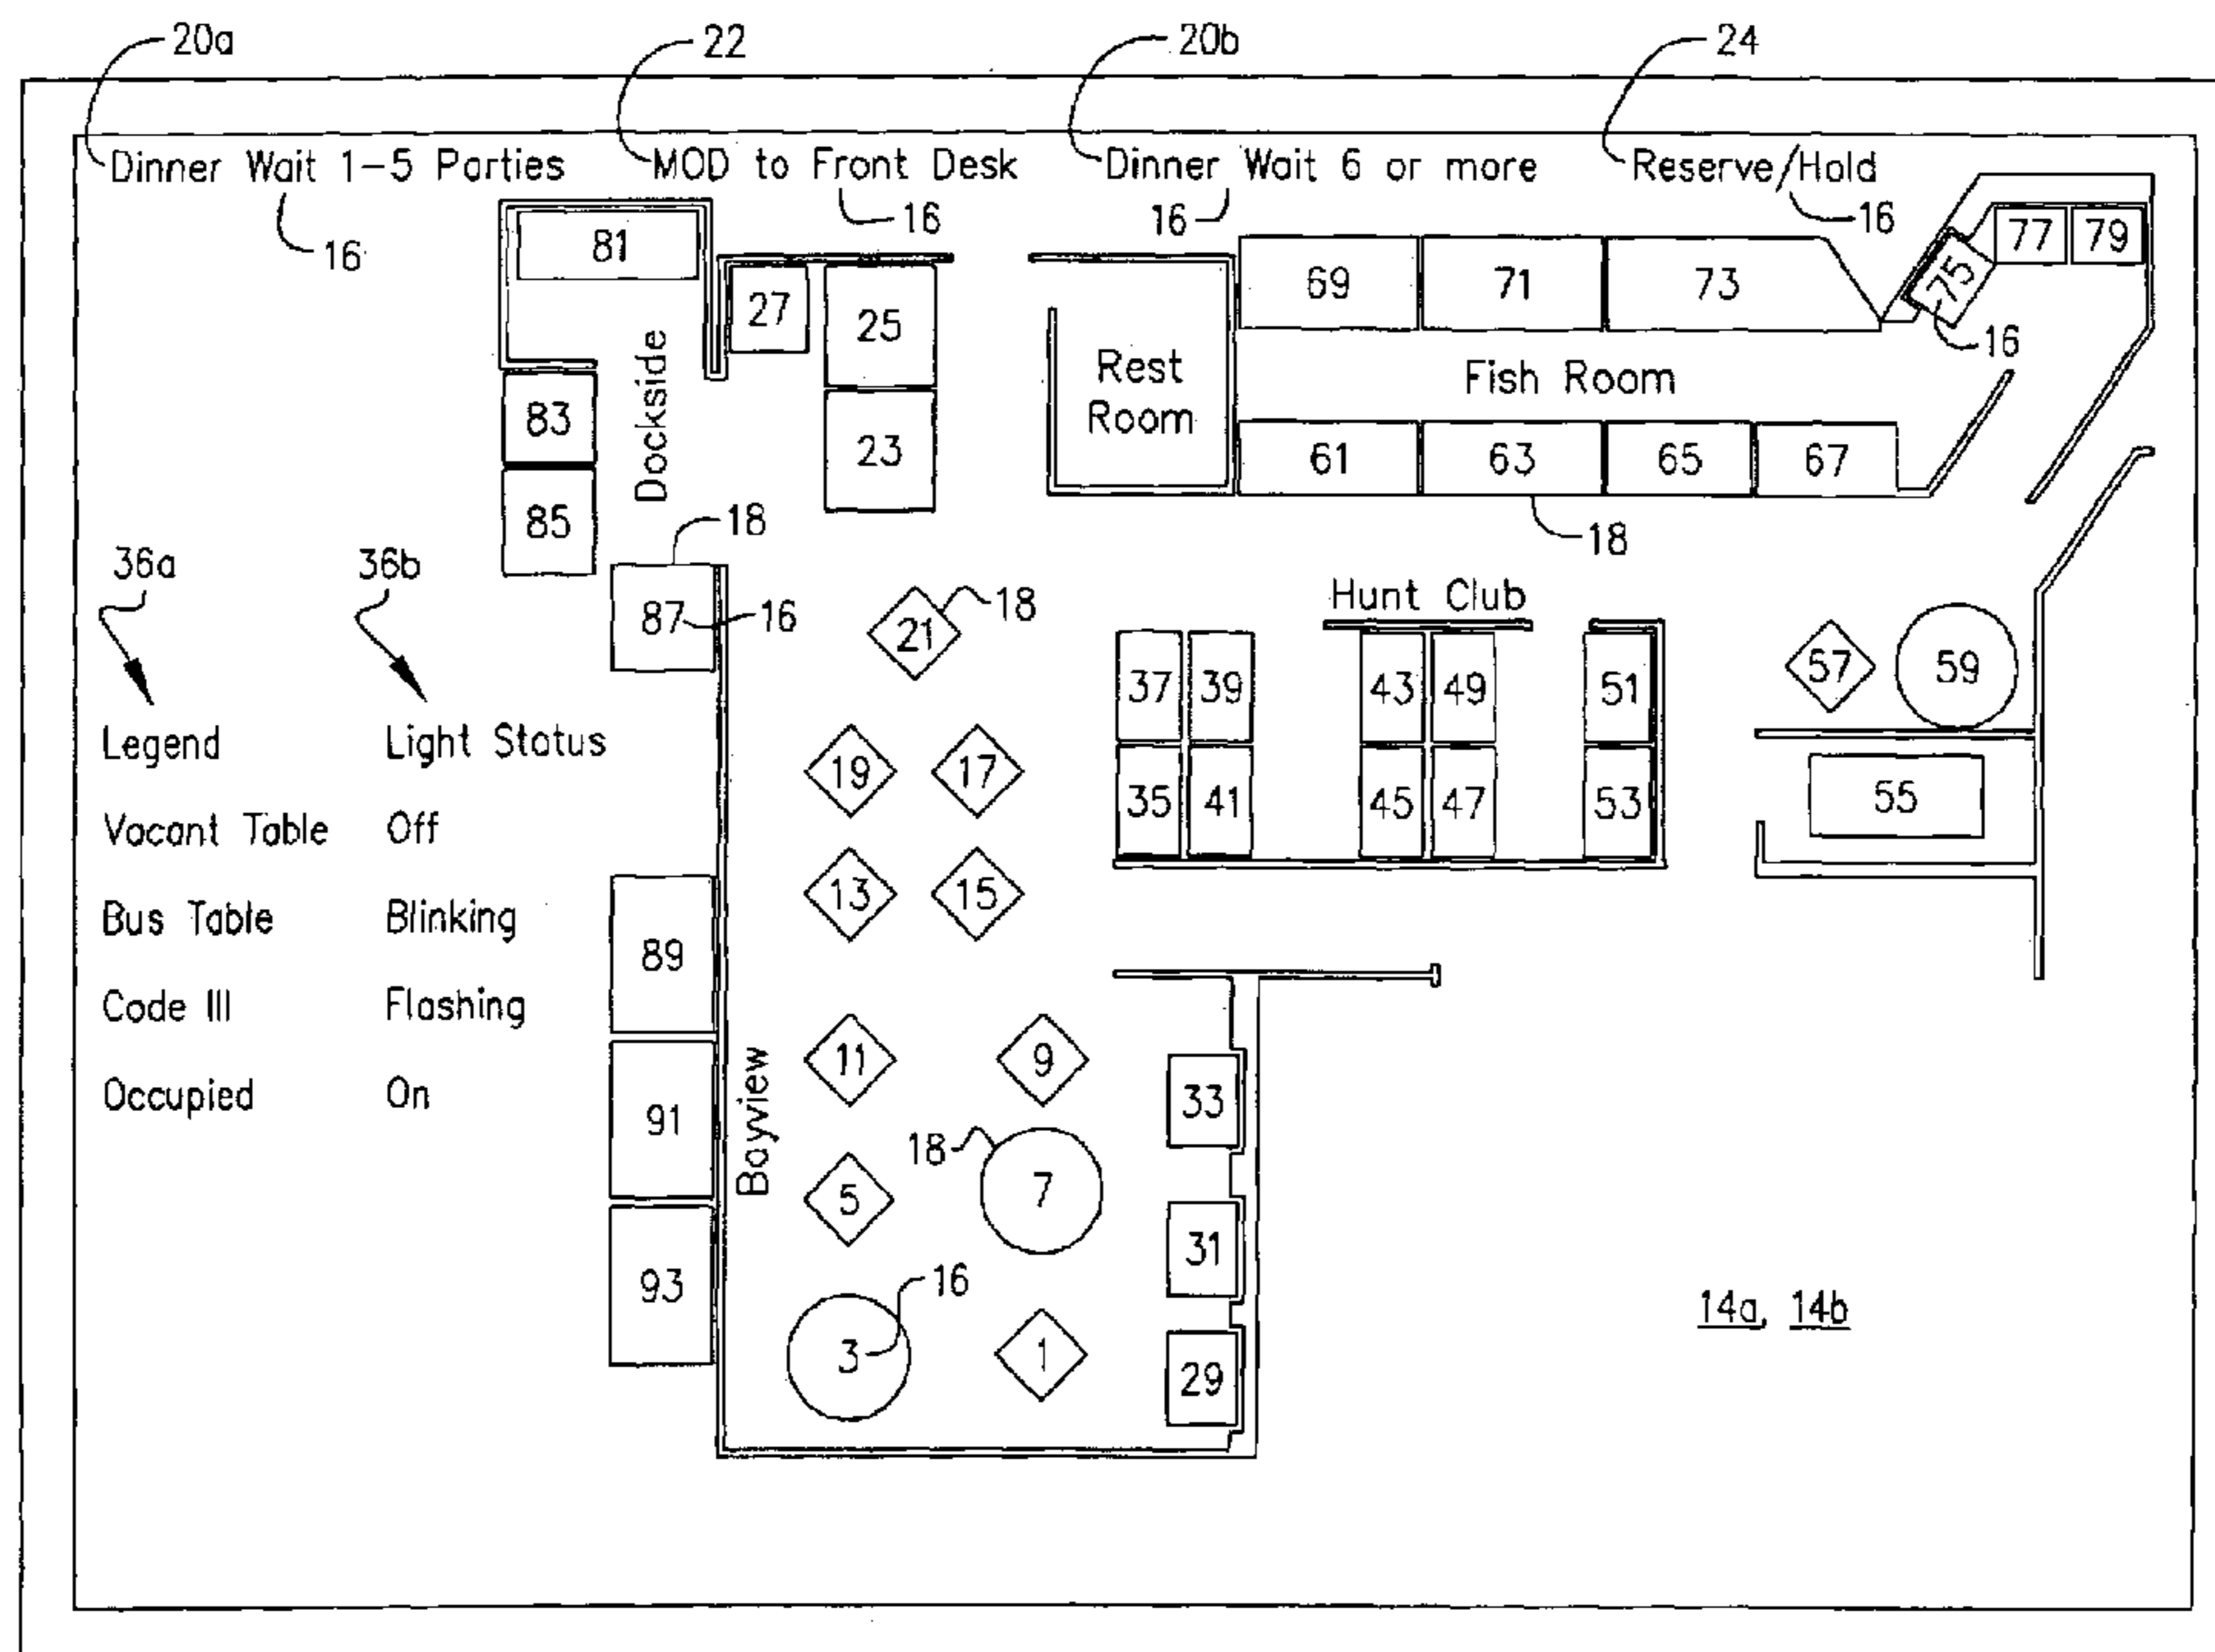 20a 22 20b 24
Dinner Wait 1-5 Parties MOD to Front Desk Dinner Wait 6 or more Reserve/Hold
16 16 16 16
81 77 79
27 25 69 71 73 75
16
Dockside
Rest
Room
Fish Room
83 23 61 63 65 67
85 18 18
36a 36b
87 16 21 18 Hunt Club
37 39 43 49 51 57 59
Legend Light Status
19 17 35 41 45 47 53 55
Vacant Table Off
13 15
Bus Table Blinking
89
Code III Flashing
11 9 33
Occupied On
91 Bayview
18
5 7 31
93 16
3 1 29
14a, 14b